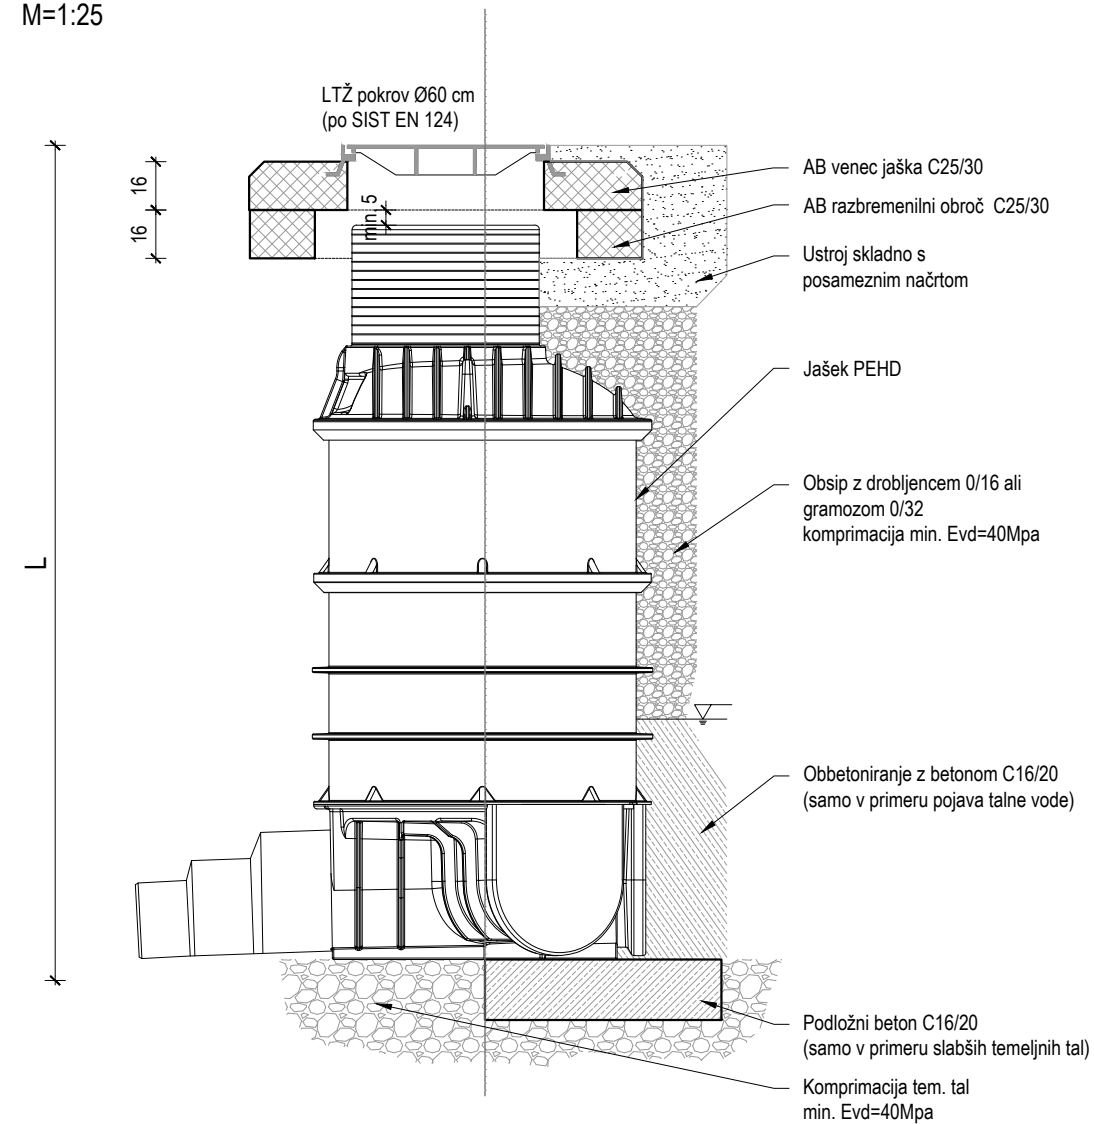 M=1:25
LTŽ pokrov Ø60 cm
(po SIST EN 124)
16
16
min. 5
L
AB venec jaška C25/30
AB razbremenilni obroč C25/30
Ustroj skladno s
posameznim načrtom
Jašek PEHD
Obsip z drobljencem 0/16 ali
gramozom 0/32
komprimacija min. Evd=40Mpa
Obbetoniranje z betonom C16/20
(samo v primeru pojava talne vode)
Podložni beton C16/20
(samo v primeru slabših temeljnih tal)
Komprimacija tem. tal
min. Evd=40Mpa